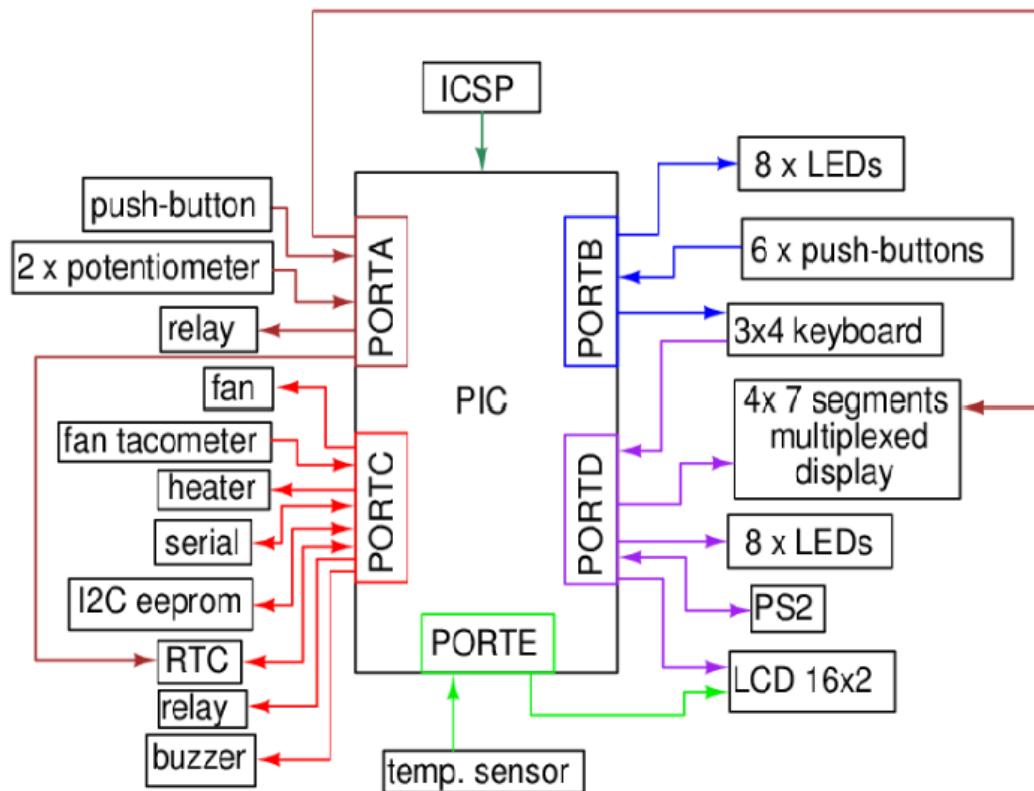 ICSP
8 x LEDs
push-button
6 x push-buttons
2 x potentiometer
PORTA
PORTB
relay
3x4 keyboard
fan
PIC
4x 7 segments
multiplexed
display
fan tacometer
PORTC
PORTD
heater
serial
8 x LEDs
I2C eeprom
PS2
PORTE
RTC
LCD 16x2
relay
buzzer
temp. sensor